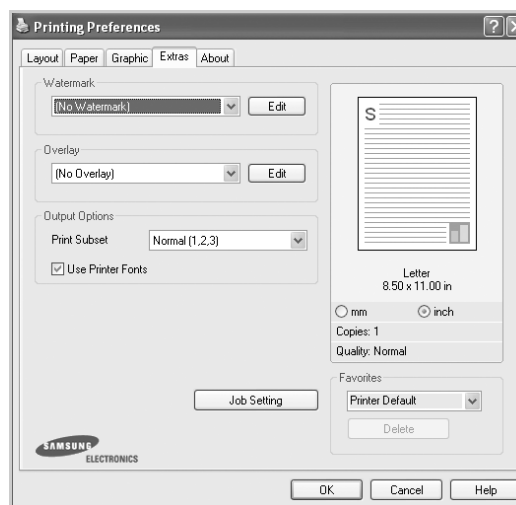 Printing Preferences
Layout Paper Graphic Extras About
Watermark
(No Watermark) Edit
Overlay
(No Overlay) Edit
Output Options
Print Subset Normal (1,2,3)
Use Printer Fonts
Job Setting
SAMSUNG
ELECTRONICS
S
Letter
8.50 x 11.00 in
mm inch
Copies: 1
Quality: Normal
Favorites
Printer Default
Delete
OK Cancel Help